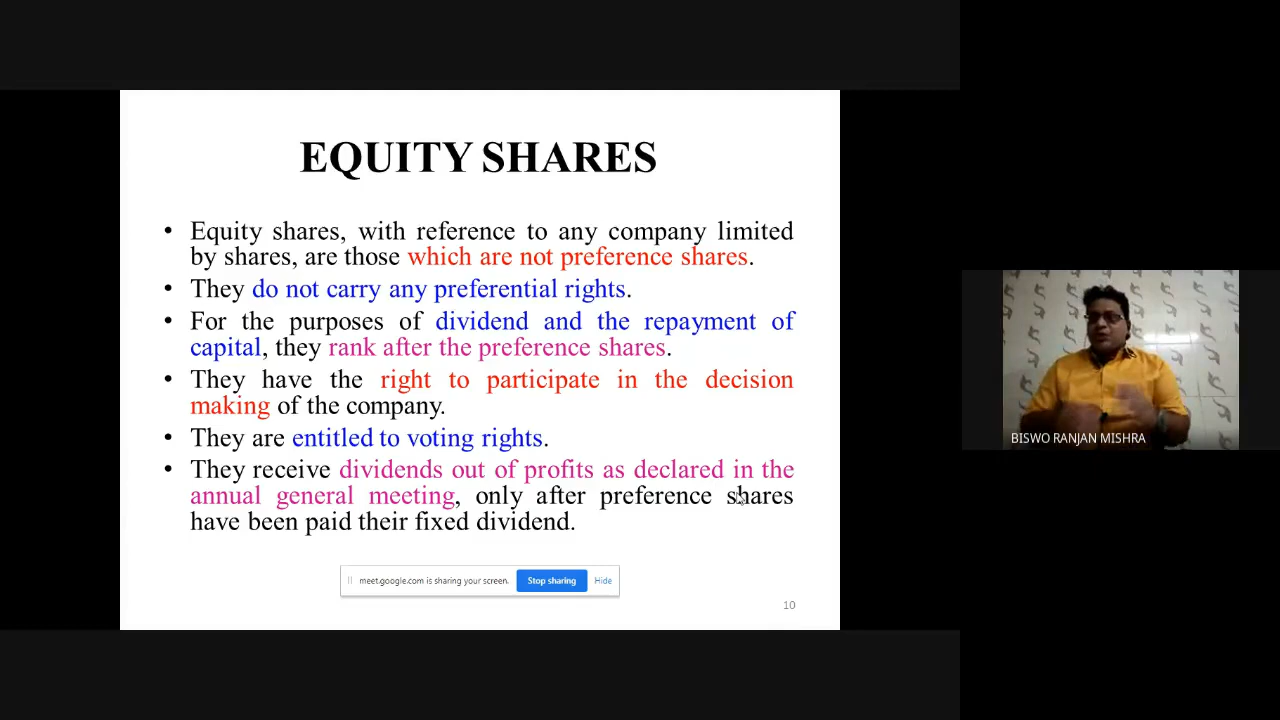 EQUITY SHARES
• Equity shares, with reference to any company limited
by shares, are those which are not preference shares.
• They do not carry any preferential rights.
• For the purposes of dividend and the repayment of
capital, they rank after the preference shares.
• They have the right to participate in the decision
making of the company.
• They are entitled to voting rights.
• They receive dividends out of profits as declared in the
annual general meeting, only after preference shares
have been paid their fixed dividend.
meet.google.com is sharing your screen. Stop sharing Hide
10
BISWO RANJAN MISHRA